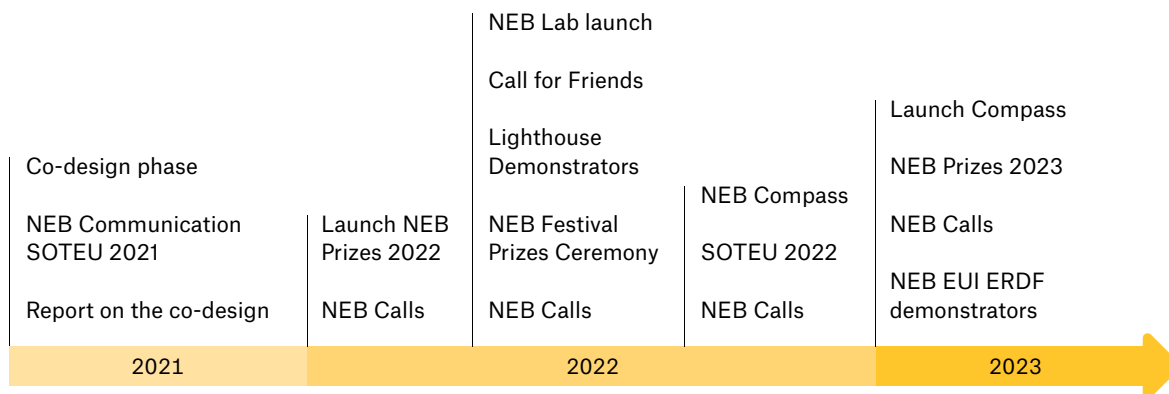 Co-design phase
NEB Communication
SOTEU 2021
Report on the co-design
Launch NEB
Prizes 2022
NEB Calls
NEB Lab launch
Call for Friends
Lighthouse
Demonstrators
NEB Festival
Prizes Ceremony
NEB Calls
NEB Compass
SOTEU 2022
NEB Calls
Launch Compass
NEB Prizes 2023
NEB Calls
NEB EUI ERDF
demonstrators
2021
2022
2023